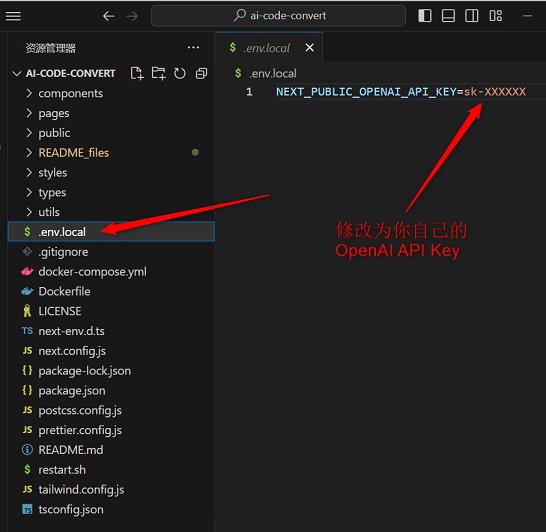 ai-code-convert
资源管理器
AI-CODE-CONVERT
components
pages
public
README_files
styles
types
utils
$ .env.local
.gitignore
docker-compose.yml
Dockerfile
LICENSE
TS next-env.d.ts
JS next.config.js
{ } package-lock.json
{ } package.json
JS postcss.config.js
JS prettier.config.js
README.md
$ restart.sh
JS tailwind.config.js
TS tsconfig.json
$ .env.local
$ .env.local
1 NEXT_PUBLIC_OPENAI_API_KEY=sk-XXXXXX
修改为你自己的
OpenAI API Key